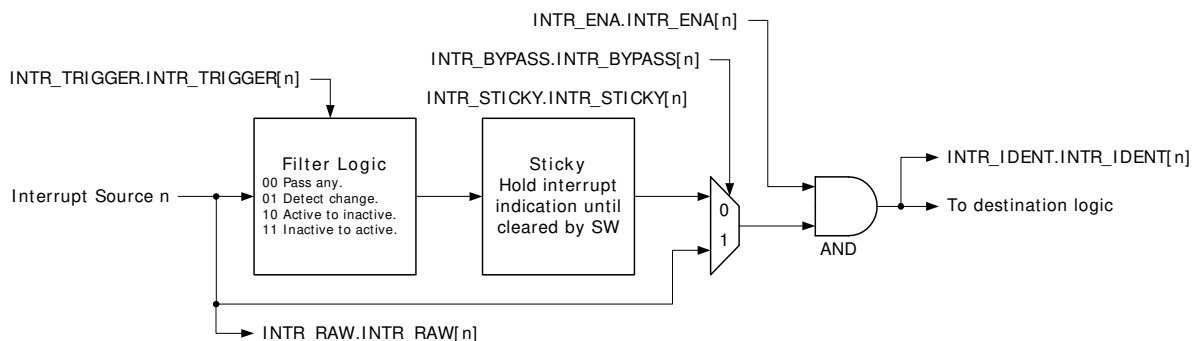 INTR_ENA.INTR_ENA[n]
INTR_BYPASS.INTR_BYPASS[n]
INTR_TRIGGER.INTR_TRIGGER[n]
INTR_STICKY.INTR_STICKY[n]
Filter Logic
00 Pass any.
01 Detect change.
10 Active to inactive.
11 Inactive to active.
Sticky
Hold interrupt
indication until
cleared by SW
INTR_IDENT.INTR_IDENT[n]
Interrupt Source n
0
1
To destination logic
AND
INTR_RAW.INTR_RAW[n]